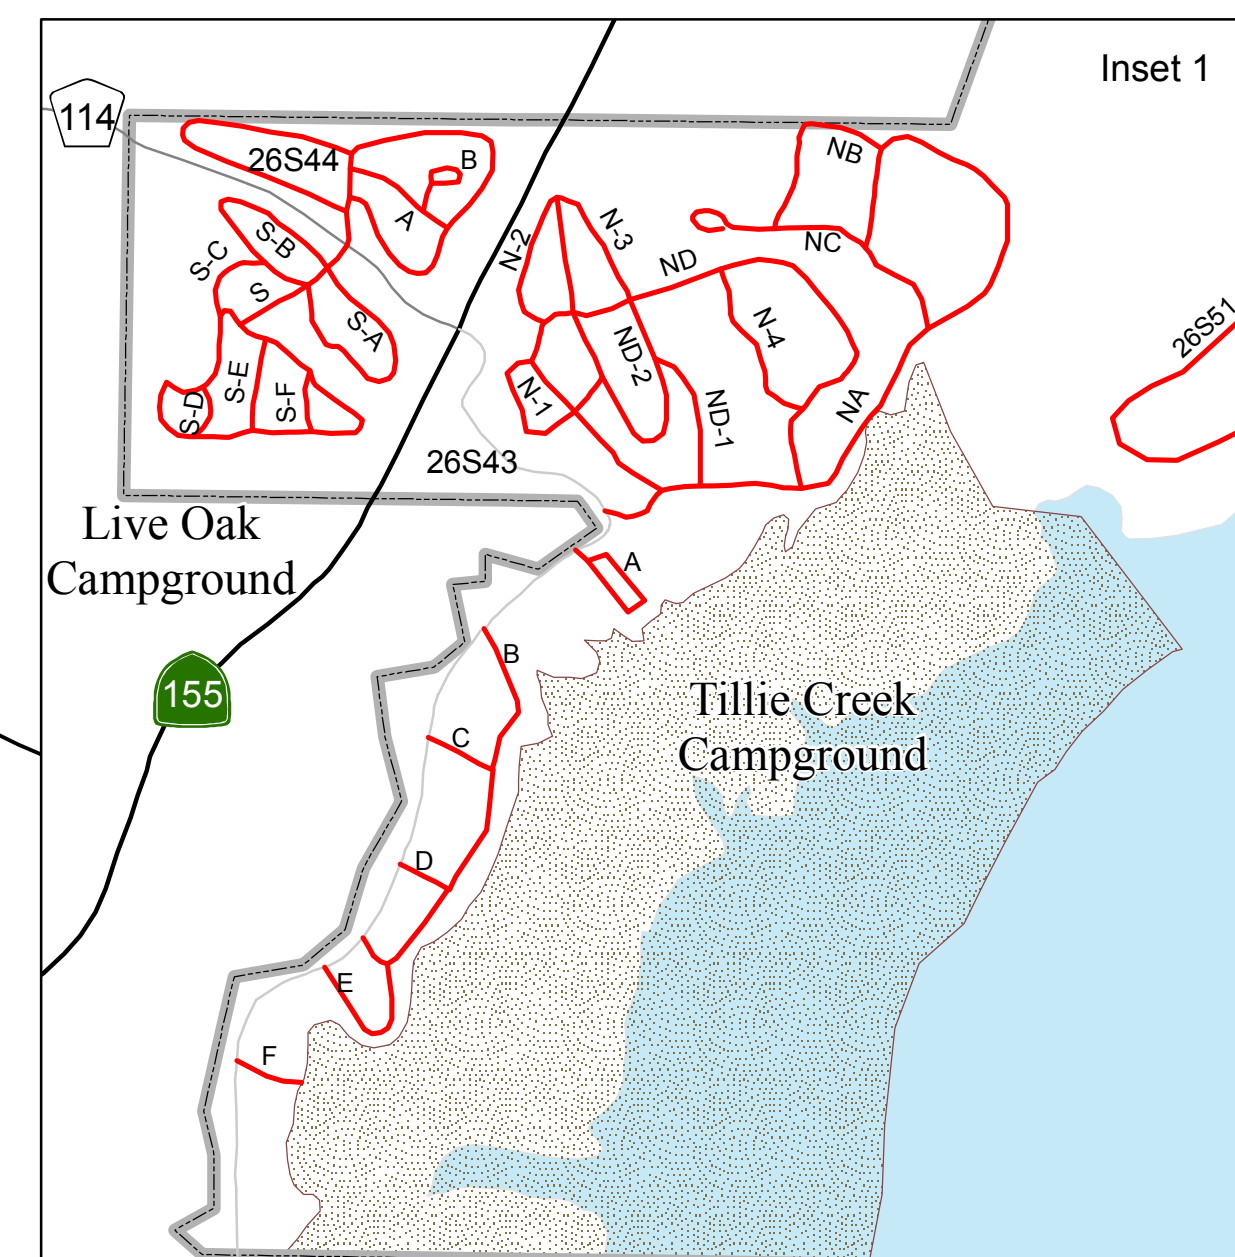 Inset 1
114
26S44
B
A
NB
NC
N-2
N-3
ND
S-B
S-C
S
S-A
N-4
ND-2
26S51
S-E
S-F
S-D
N-1
ND-1
NA
26S43
Live Oak
Campground
A
B
155
Tillie Creek
Campground
C
D
E
F